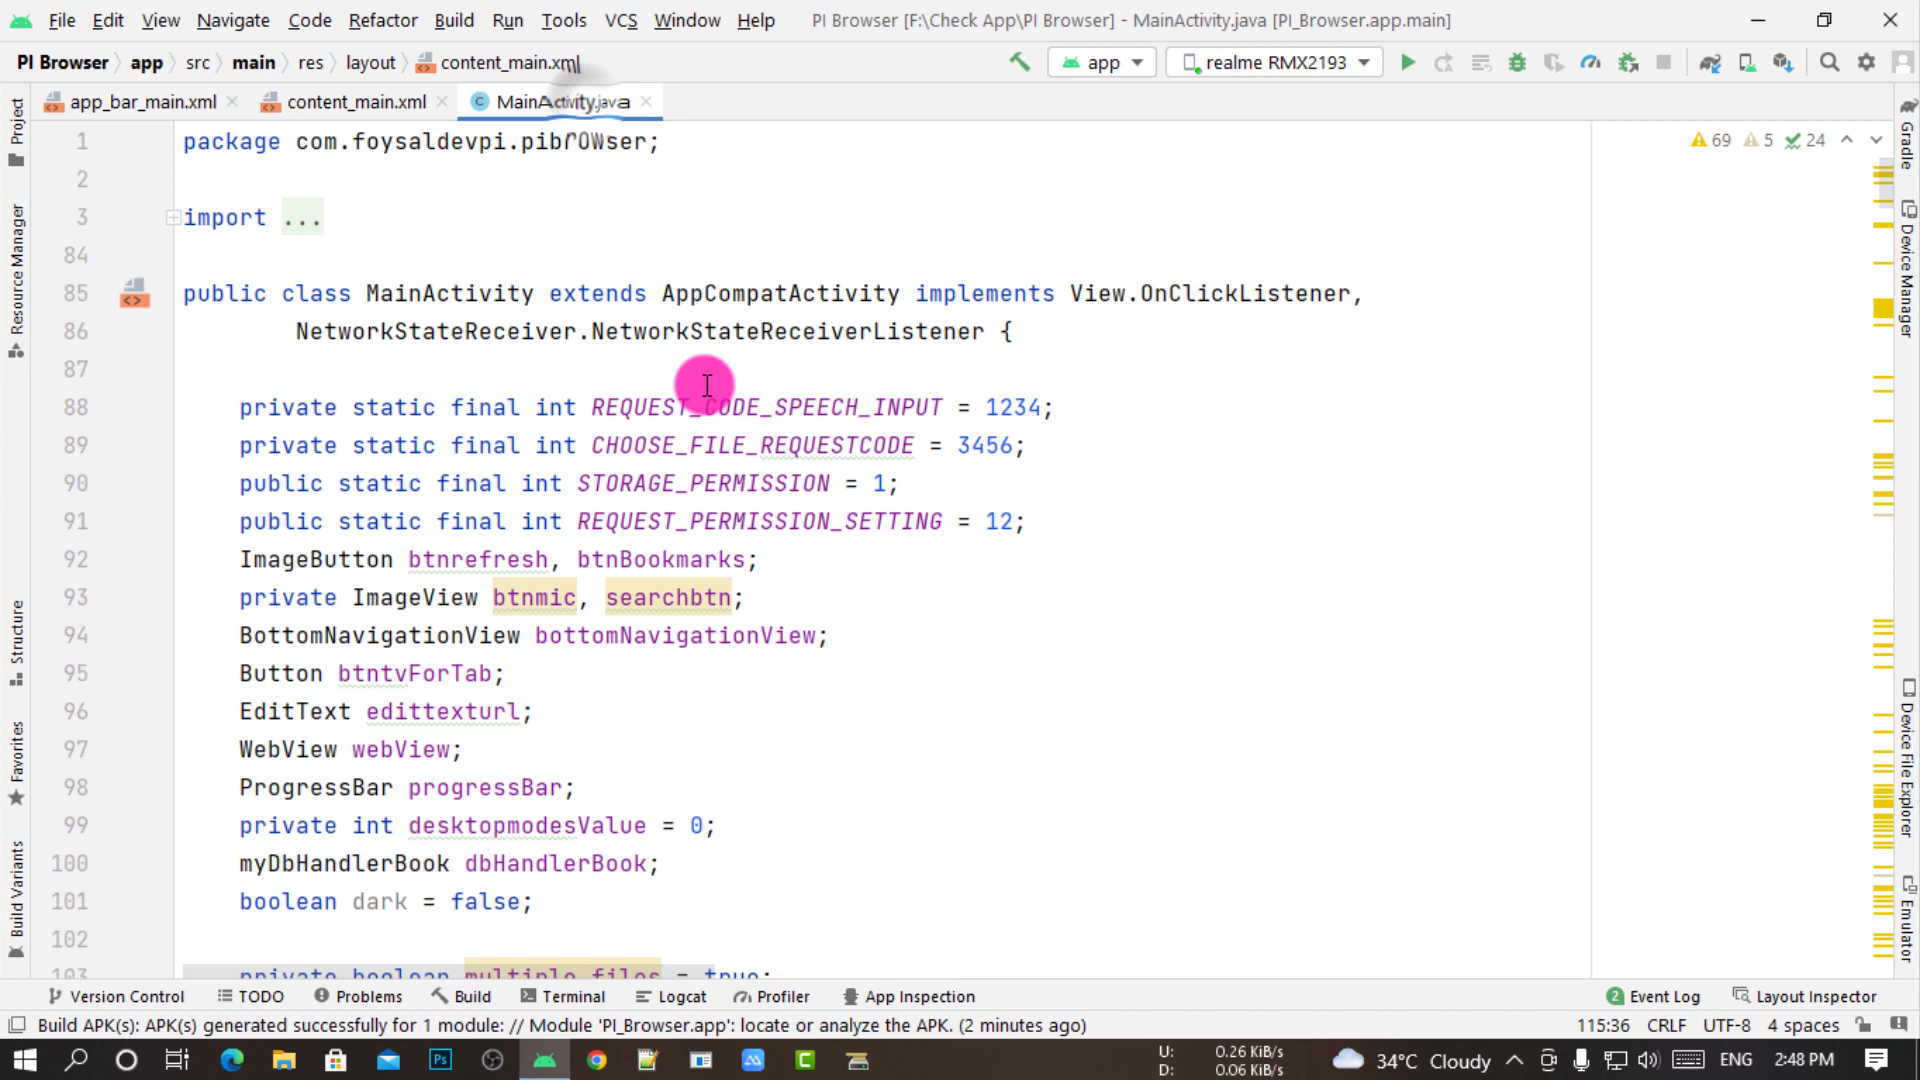 File Edit View Navigate Code Refactor Build Run Tools VCS Window Help PI Browser [F:\Check App\PI Browser] - MainActivity.java [PI_Browser.app.main]
PI Browser app src main res layout content_main.xml app realme RMX2193
app_bar_main.xml content_main.xml MainActivity.java
1 package com.foysaldevpi.pibrowser;
2
3 import ...
84
85 public class MainActivity extends AppCompatActivity implements View.OnClickListener,
86 NetworkStateReceiver.NetworkStateReceiverListener {
87
88 private static final int REQUEST_CODE_SPEECH_INPUT = 1234;
89 private static final int CHOOSE_FILE_REQUESTCODE = 3456;
90 public static final int STORAGE_PERMISSION = 1;
91 public static final int REQUEST_PERMISSION_SETTING = 12;
92 ImageButton btnrefresh, btnBookmarks;
93 private ImageView btnmic, searchbtn;
94 BottomNavigationView bottomNavigationView;
95 Button btntvForTab;
96 EditText edittexturl;
97 WebView webView;
98 ProgressBar progressBar;
99 private int desktopmodesValue = 0;
100 myDbHandlerBook dbHandlerBook;
101 boolean dark = false;
102
103 private boolean multiple_files = true;
69 5 24
Project
Resource Manager
Structure
Favorites
Build Variants
Gradle
Device Manager
Device File Explorer
Emulator
Version Control TODO Problems Build Terminal Logcat Profiler App Inspection 2 Event Log Layout Inspector
Build APK(s): APK(s) generated successfully for 1 module: // Module 'PI_Browser.app': locate or analyze the APK. (2 minutes ago) 115:36 CRLF UTF-8 4 spaces
U: 0.26 KiB/s
D: 0.06 KiB/s
34°C Cloudy ENG 2:48 PM